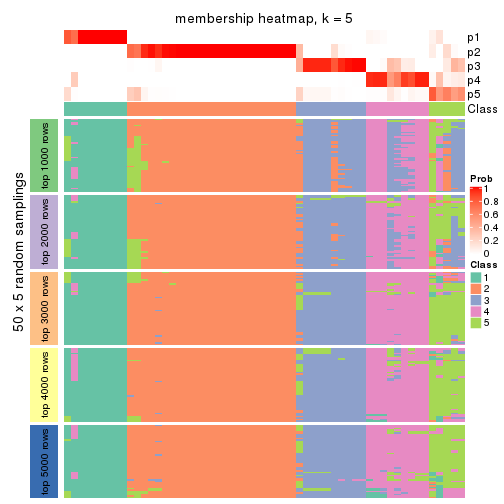 membership heatmap, k = 5
p1
p2
p3
p4
p5
Class
50 x 5 random samplings
top 1000 rows
top 2000 rows
top 3000 rows
top 4000 rows
top 5000 rows
Prob
1
0.8
0.6
0.4
0.2
0
Class
1
2
3
4
5